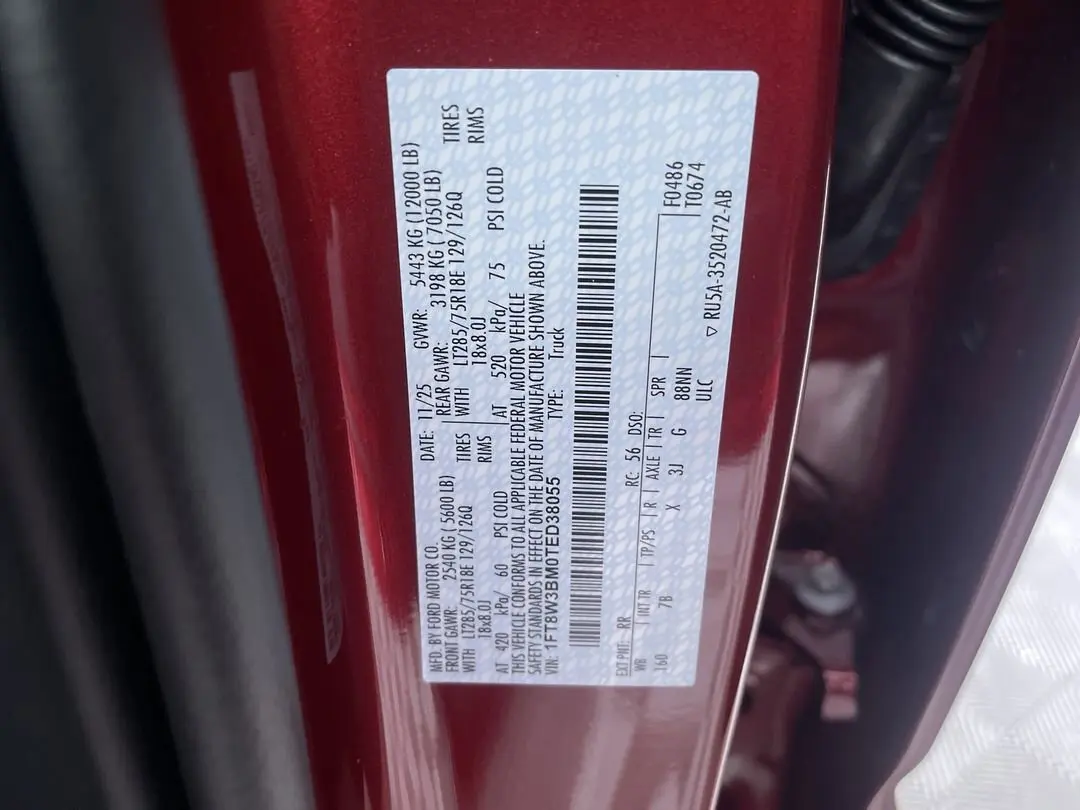 MFD. BY FORD MOTOR CO.
DATE: 11/25 GVWR: 5443 KG (12000 LB)
FRONT GAWR: 2540 KG ( 5600 LB) REAR GAWR: 3198 KG ( 7050 LB)
WITH LT285/75R18E 129/126Q TIRES WITH LT285/75R18E 129/126Q TIRES
18x8.0J RIMS 18x8.0J RIMS
AT 420 kPa/ 60 PSI COLD AT 520 kPa/ 75 PSI COLD
THIS VEHICLE CONFORMS TO ALL APPLICABLE FEDERAL MOTOR VEHICLE
SAFETY STANDARDS IN EFFECT ON THE DATE OF MANUFACTURE SHOWN ABOVE.
VIN: 1FT8W3BM0TED38055 TYPE: Truck
EXT PNT: RR RC: 56 DSO:
WB INT TR TP/PS R AXLE TR SPR F0486
160 7B X 3J G 88NN T0674
ULC
▽ RU5A-3520472-AB